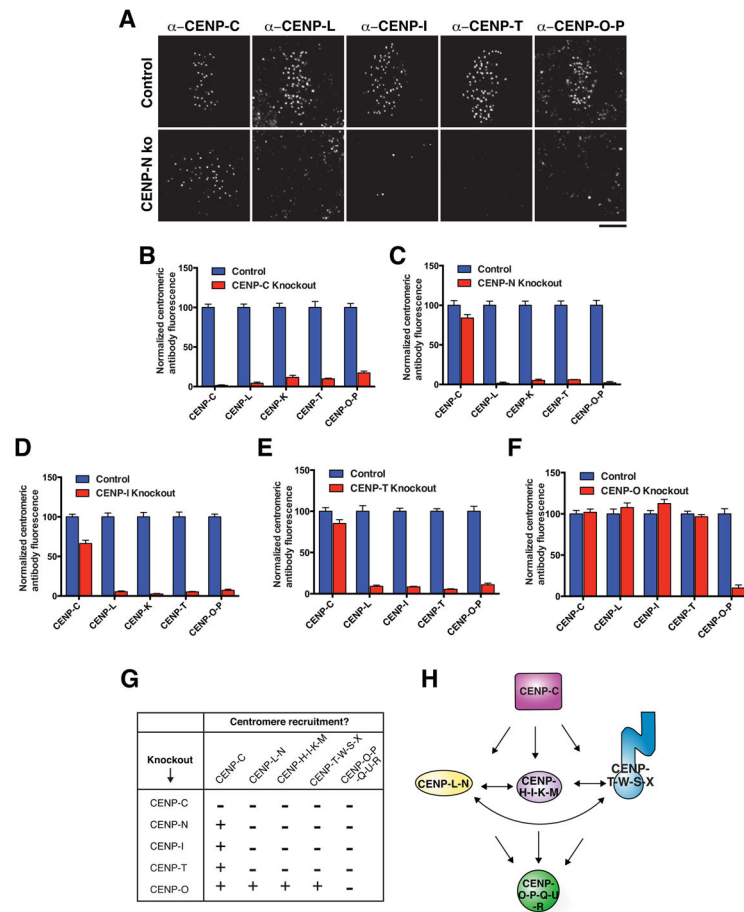 A
α-CENP-C α-CENP-L α-CENP-I α-CENP-T α-CENP-O-P
Control
CENP-N ko
B
Normalized centromeric
antibody fluorescence
150
100
50
0
Control
CENP-C Knockout
CENP-C
CENP-L
CENP-K
CENP-T
CENP-O-P
C
Normalized centromeric
antibody fluorescence
150
100
50
0
Control
CENP-N Knockout
CENP-C
CENP-L
CENP-K
CENP-T
CENP-O-P
D
Normalized centromeric
antibody fluorescence
150
100
50
0
Control
CENP-I Knockout
CENP-C
CENP-L
CENP-K
CENP-T
CENP-O-P
E
Normalized centromeric
antibody fluorescence
150
100
50
0
Control
CENP-T Knockout
CENP-C
CENP-L
CENP-I
CENP-T
CENP-O-P
F
Normalized centromeric
antibody fluorescence
150
100
50
0
Control
CENP-O Knockout
CENP-C
CENP-L
CENP-I
CENP-T
CENP-O-P
G
Centromere recruitment?
Knockout
CENP-C
CENP-L-N
CENP-H-I-K-M
CENP-T-W-S-X
CENP-O-P
-Q-U-R
CENP-C - - - - -
CENP-N + - - - -
CENP-I + - - - -
CENP-T + - - - -
CENP-O + + + + -
H
CENP-C
CENP-L-N
CENP-
H-I-K-M
CENP-
T-W-S-X
CENP-
O-P-Q-U
-R